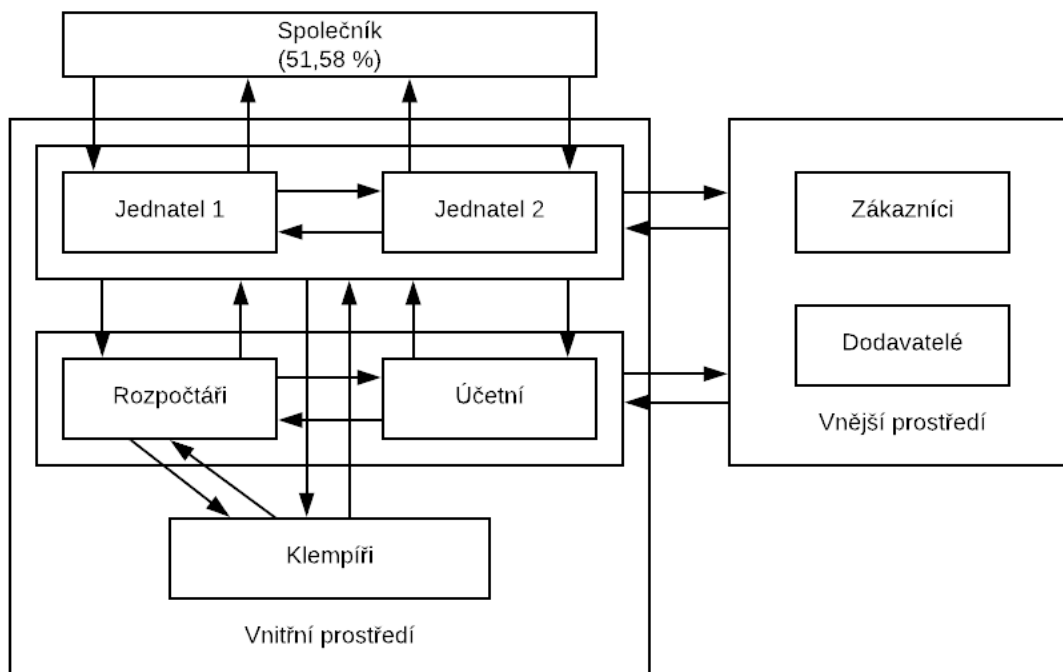 Společník
(51,58 %)
Jednatel 1
Jednatel 2
Zákazníci
Dodavatelé
Rozpočtáři
Účetní
Vnější prostředí
Klempíři
Vnitřní prostředí